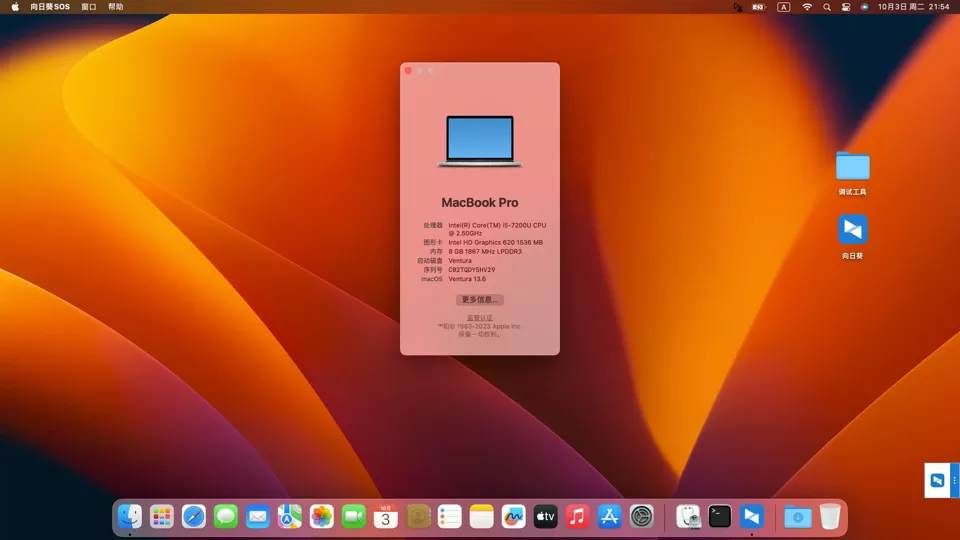 向日葵SOS 窗口 帮助
A
10月3日 周二 21:54
MacBook Pro
处理器 Intel(R) Core(TM) i5-7200U CPU
@ 2.50GHz
图形卡 Intel HD Graphics 620 1536 MB
内存 8 GB 1867 MHz LPDDR3
启动磁盘 Ventura
序列号 C02TQDY5HV29
macOS Ventura 13.6
更多信息...
监管认证
™和© 1983-2023 Apple Inc.
保留一切权利。
调试工具
向日葵
10月
3
tv